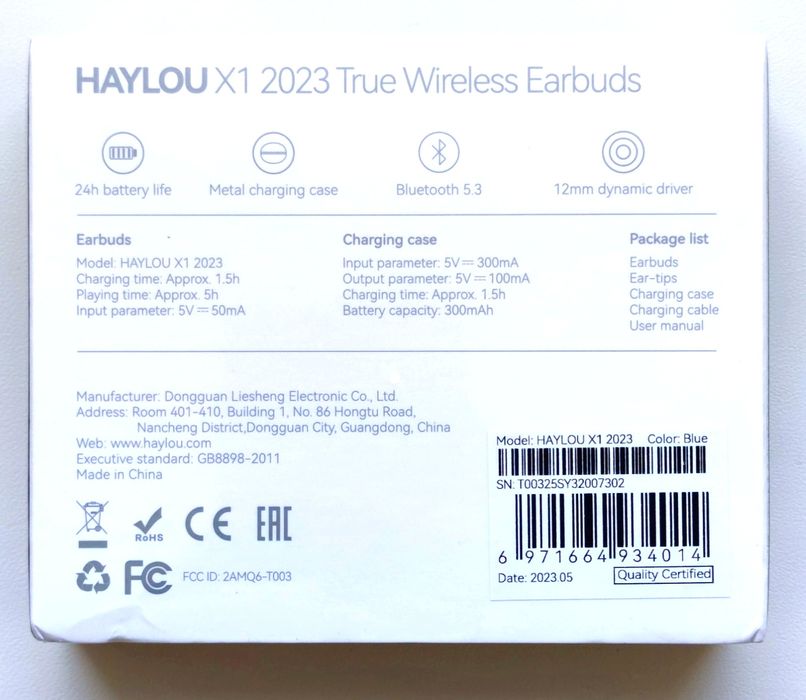 HAYLOU X1 2023 True Wireless Earbuds
24h battery life
Metal charging case
Bluetooth 5.3
12mm dynamic driver
Earbuds
Model: HAYLOU X1 2023
Charging time: Approx. 1.5h
Playing time: Approx. 5h
Input parameter: 5V⎓50mA
Charging case
Input parameter: 5V⎓300mA
Output parameter: 5V⎓100mA
Charging time: Approx. 1.5h
Battery capacity: 300mAh
Package list
Earbuds
Ear-tips
Charging case
Charging cable
User manual
Manufacturer: Dongguan Liesheng Electronic Co., Ltd.
Address: Room 401-410, Building 1, No. 86 Hongtu Road,
Nancheng District,Dongguan City, Guangdong, China
Web: www.haylou.com
Executive standard: GB8898-2011
Made in China
RoHS
CE
EAC
FC
FCC ID: 2AMQ6-T003
Model: HAYLOU X1 2023 Color: Blue
SN: T00325SY32007302
6 971664 934014
Date: 2023.05
Quality Certified